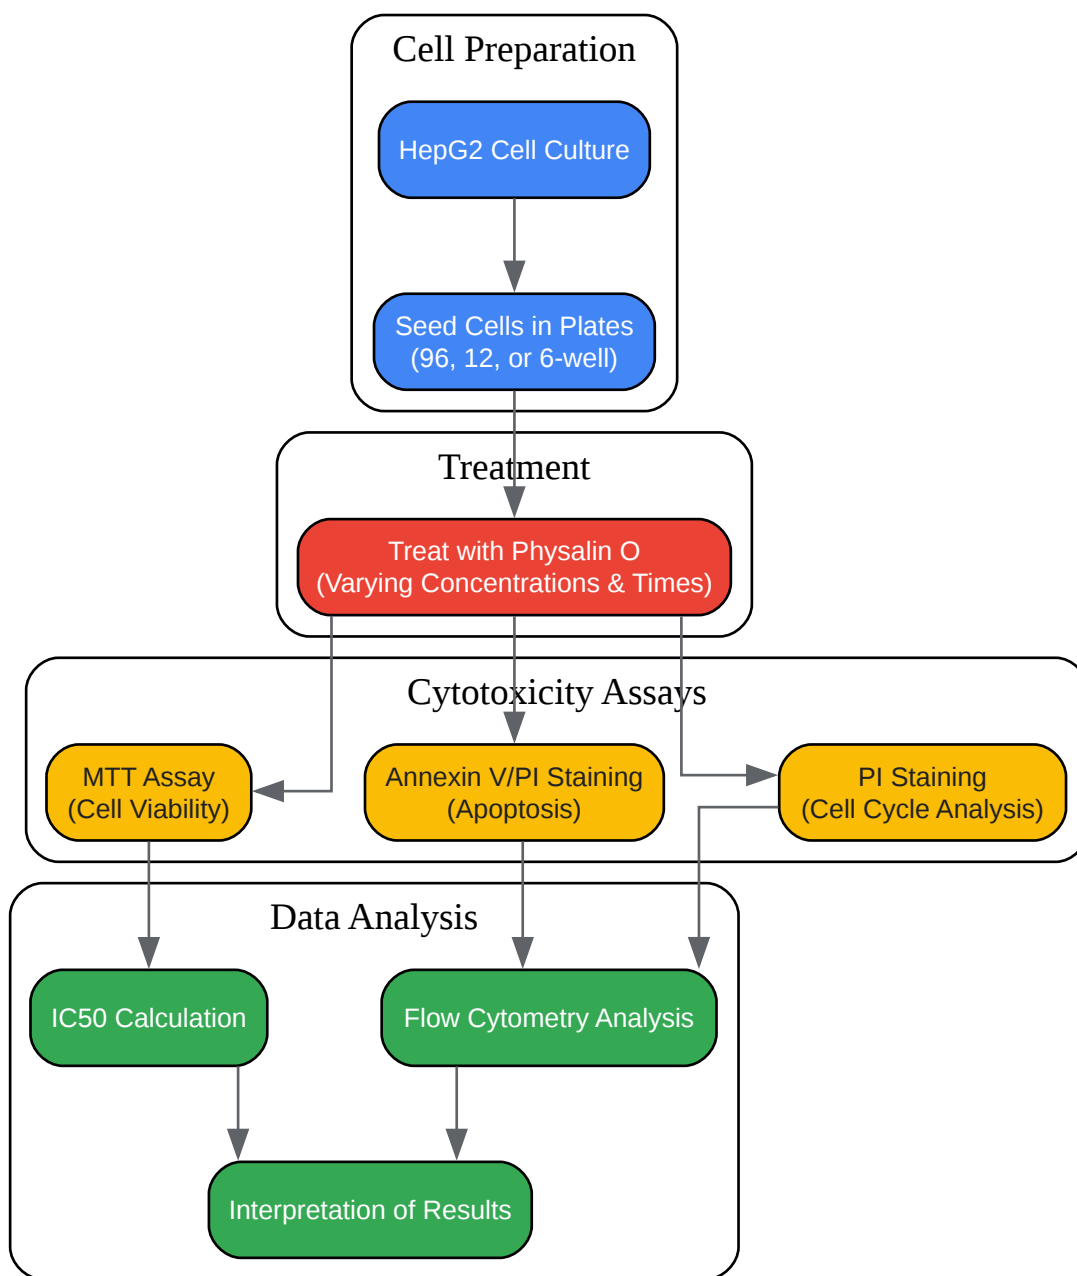 Cell Preparation
HepG2 Cell Culture
Seed Cells in Plates
(96, 12, or 6-well)
Treatment
Treat with Physalin O
(Varying Concentrations & Times)
Cytotoxicity Assays
MTT Assay
(Cell Viability)
Annexin V/PI Staining
(Apoptosis)
PI Staining
(Cell Cycle Analysis)
Data Analysis
IC50 Calculation
Flow Cytometry Analysis
Interpretation of Results